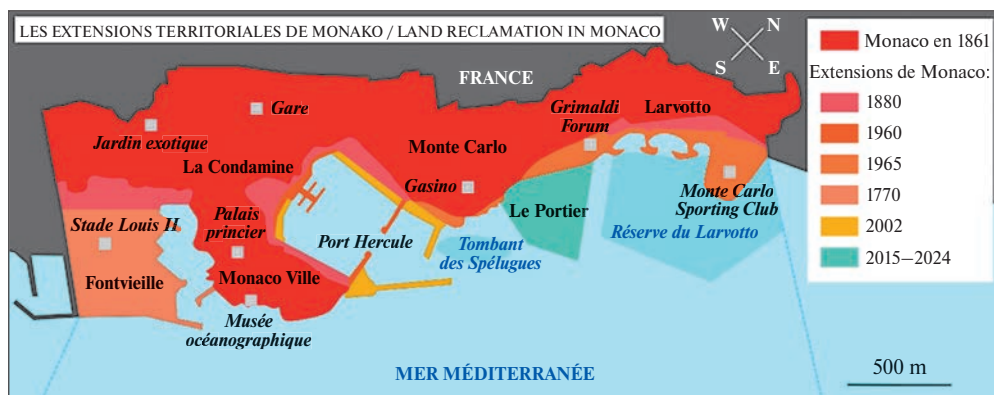 LES EXTENSIONS TERRITORIALES DE MONAKO / LAND RECLAMATION IN MONACO
W
N
S
E
FRANCE
Gare
Jardin exotique
La Condamine
Monte Carlo
Grimaldi
Forum
Larvotto
Gasino
Le Portier
Monte Carlo
Sporting Club
Stade Louis II
Palais
princier
Port Hercule
Tombant
des Spélugues
Réserve du Larvotto
Fontvieille
Monaco Ville
Musée
océanographique
MER MÉDITERRANÉE
Monaco en 1861
Extensions de Monaco:
1880
1960
1965
1770
2002
2015–2024
500 m